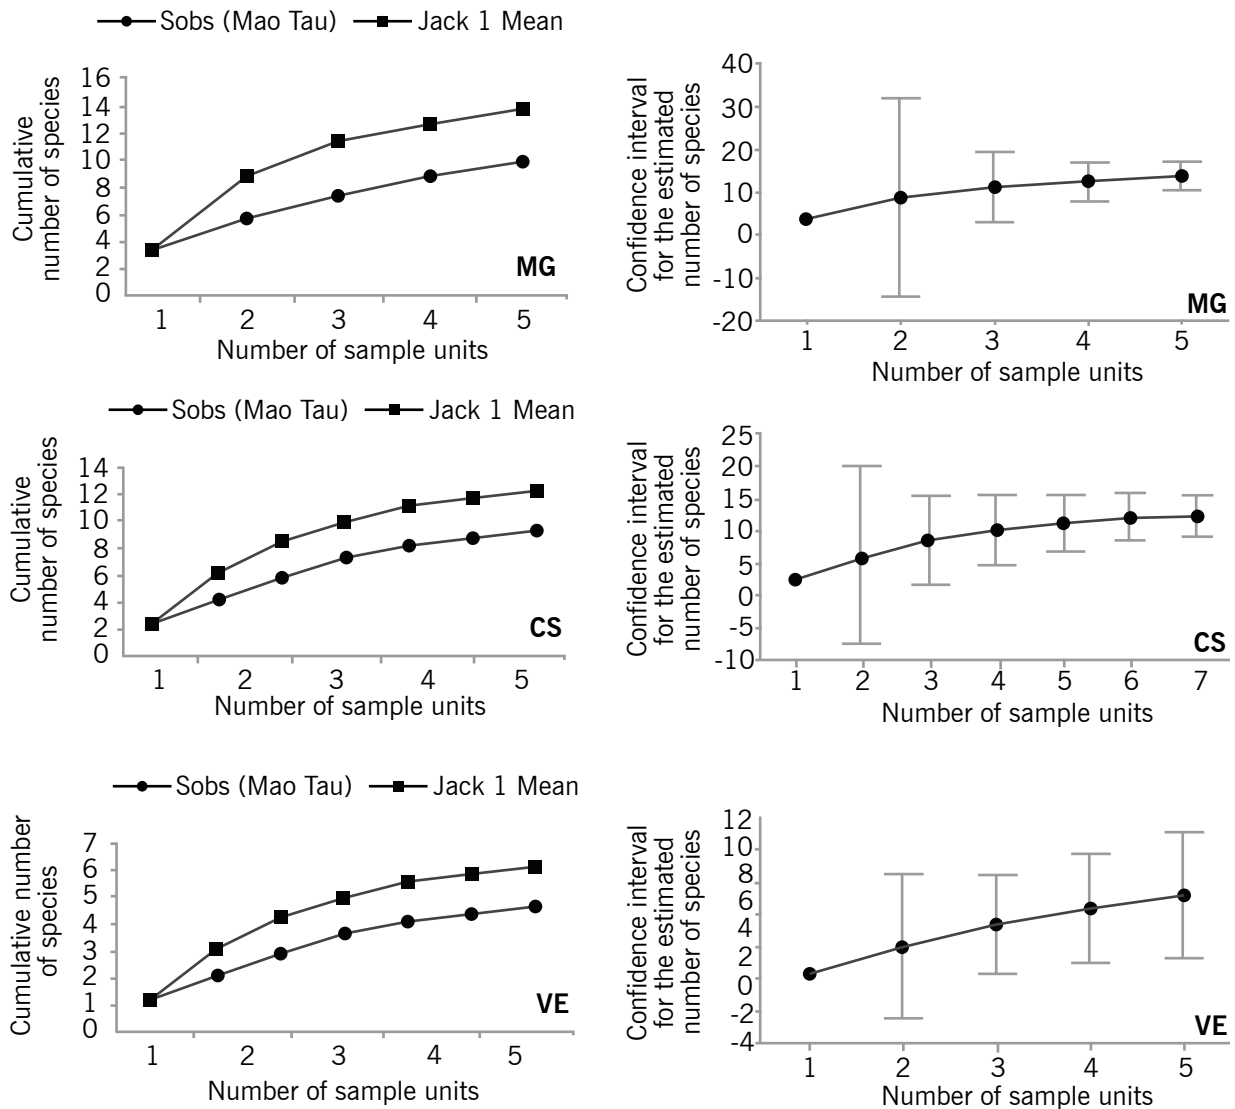 Sobs (Mao Tau) Jack 1 Mean
Cumulative
number of species
16
14
12
10
8
6
4
2
0
MG
1 2 3 4 5
Number of sample units
Confidence interval
for the estimated
number of species
40
30
20
10
0
-10
-20
MG
1 2 3 4 5
Number of sample units
Sobs (Mao Tau) Jack 1 Mean
Cumulative
number of species
14
12
10
8
6
4
2
0
CS
1 2 3 4 5
Number of sample units
Confidence interval
for the estimated
number of species
25
20
15
10
5
0
-5
-10
CS
1 2 3 4 5 6 7
Number of sample units
Sobs (Mao Tau) Jack 1 Mean
Cumulative number
of species
7
6
5
4
3
2
1
0
VE
1 2 3 4 5
Number of sample units
Confidence interval
for the estimated
number of species
12
10
8
6
4
2
0
-2
-4
VE
1 2 3 4 5
Number of sample units